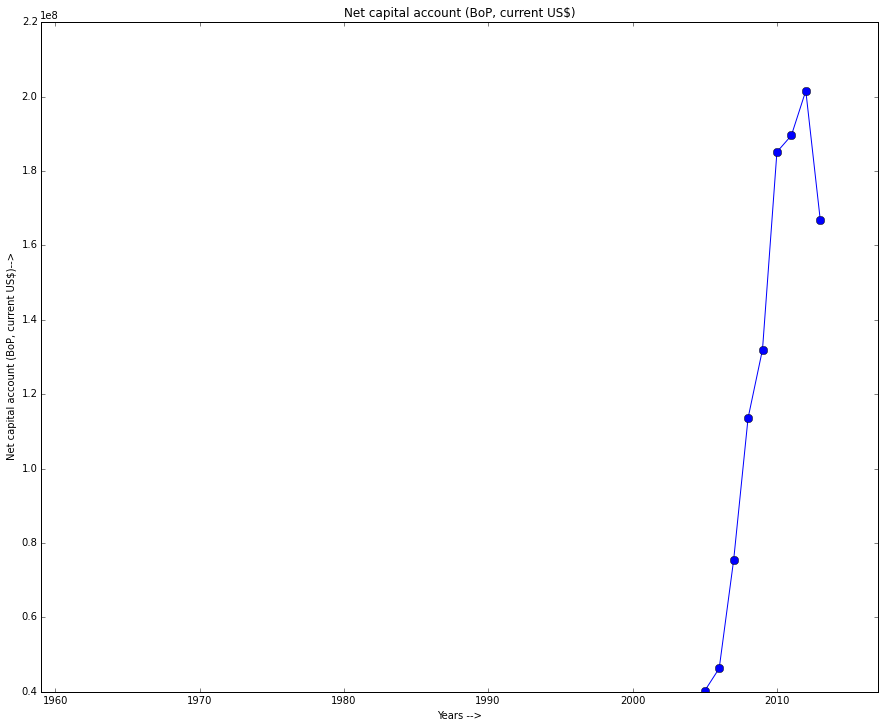 Net capital account (BoP, current US$)
1e8
2.2
2.0
1.8
1.6
1.4
1.2
1.0
0.8
0.6
0.4
Net capital account (BoP, current US$)-->
1960 1970 1980 1990 2000 2010
Years -->